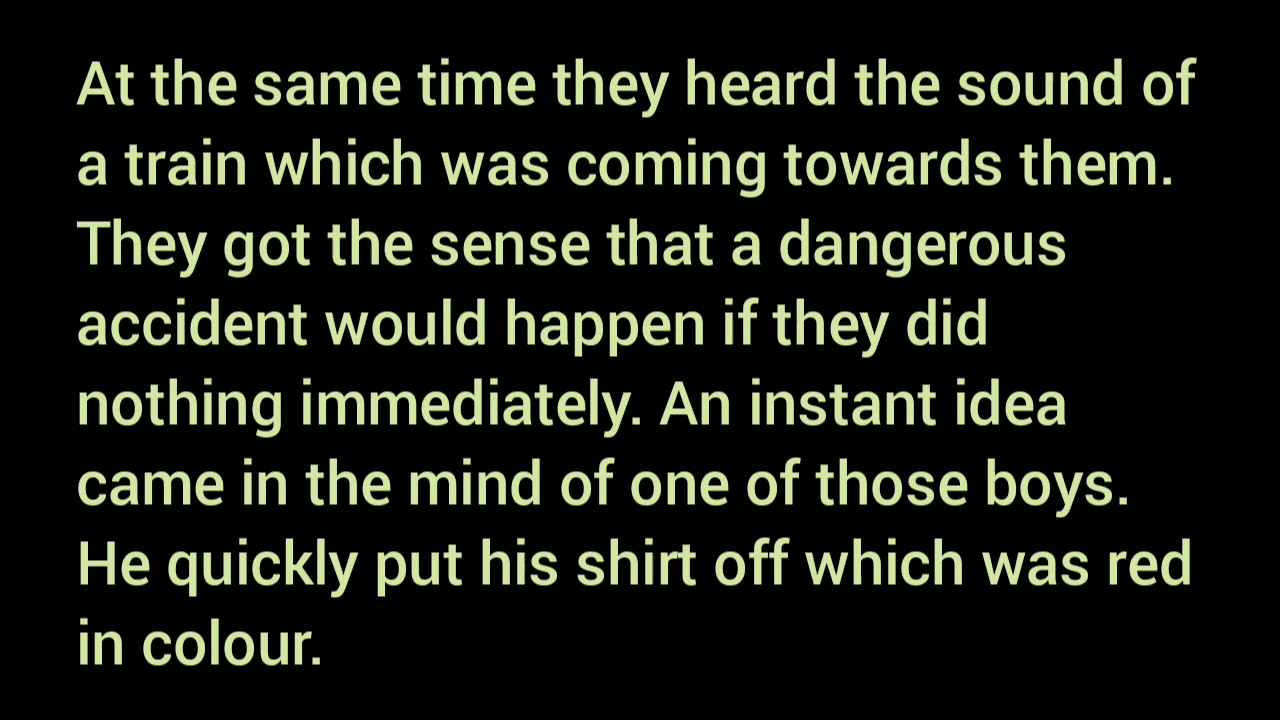 At the same time they heard the sound of
a train which was coming towards them.
They got the sense that a dangerous
accident would happen if they did
nothing immediately. An instant idea
came in the mind of one of those boys.
He quickly put his shirt off which was red
in colour.